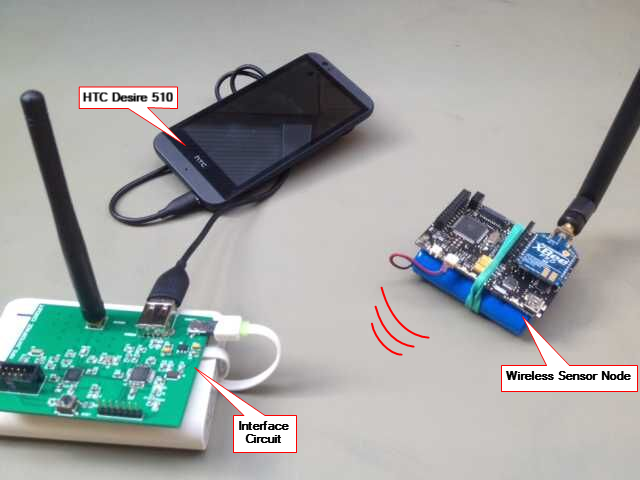 HTC Desire 510
hTC
XBee
Wireless Sensor Node
Interface
Circuit